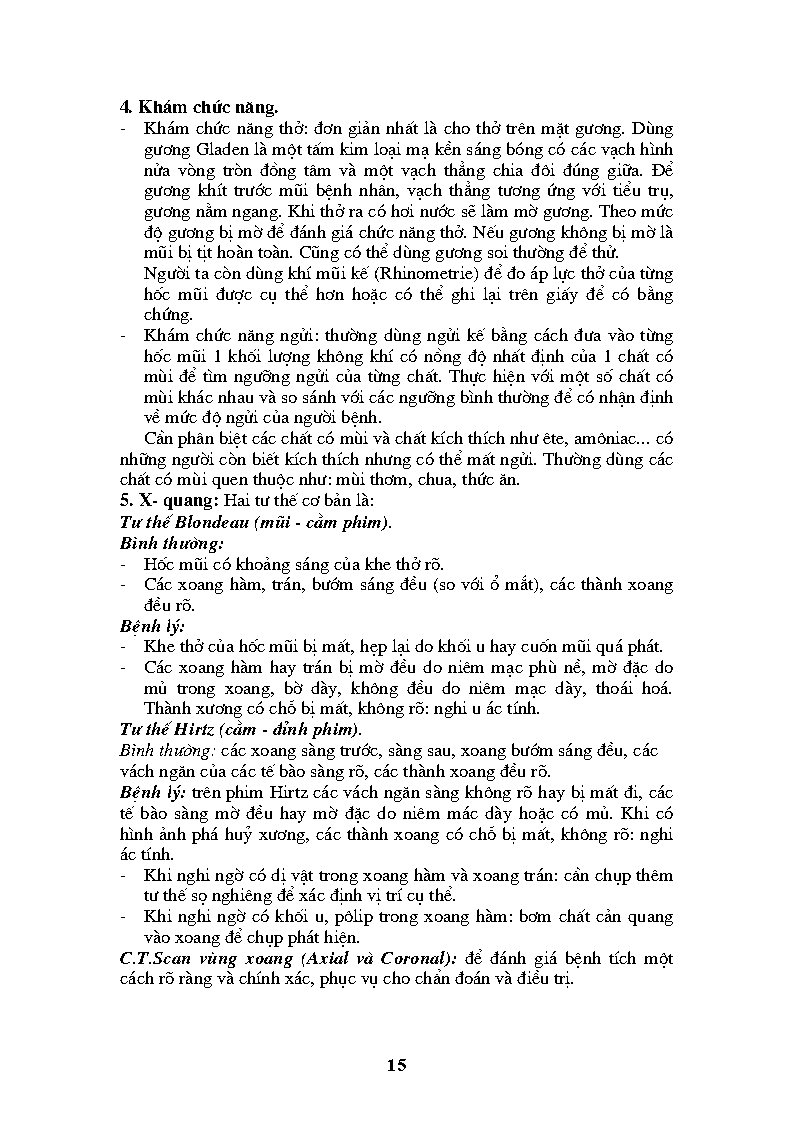 4. Khám chức năng.
- Khám chức năng thở: đơn giản nhất là cho thở trên mặt gương. Dùng
gương Gladen là một tấm kim loại mạ kền sáng bóng có các vạch hình
nửa vòng tròn đồng tâm và một vạch thẳng chia đôi đúng giữa. Để
gương khít trước mũi bệnh nhân, vạch thẳng tương ứng với tiểu trụ,
gương nằm ngang. Khi thở ra có hơi nước sẽ làm mờ gương. Theo mức
độ gương bị mờ để đánh giá chức năng thở. Nếu gương không bị mờ là
mũi bị tịt hoàn toàn. Cũng có thể dùng gương soi thường để thử.
Người ta còn dùng khí mũi kế (Rhinometrie) để đo áp lực thở của từng
hốc mũi được cụ thể hơn hoặc có thể ghi lại trên giấy để có bằng
chứng.
- Khám chức năng ngửi: thường dùng ngửi kế bằng cách đưa vào từng
hốc mũi 1 khối lượng không khí có nồng độ nhất định của 1 chất có
mùi để tìm ngưỡng ngửi của từng chất. Thực hiện với một số chất có
mùi khác nhau và so sánh với các ngưỡng bình thường để có nhận định
về mức độ ngửi của người bệnh.
Cần phân biệt các chất có mùi và chất kích thích như ête, amôniac... có
những người còn biết kích thích nhưng có thể mất ngửi. Thường dùng các
chất có mùi quen thuộc như: mùi thơm, chua, thức ăn.
5. X- quang: Hai tư thế cơ bản là:
Tư thế Blondeau (mũi - cằm phim).
Bình thường:
- Hốc mũi có khoảng sáng của khe thở rõ.
- Các xoang hàm, trán, bướm sáng đều (so với ổ mắt), các thành xoang
đều rõ.
Bệnh lý:
- Khe thở của hốc mũi bị mất, hẹp lại do khối u hay cuốn mũi quá phát.
- Các xoang hàm hay trán bị mờ đều do niêm mạc phù nề, mờ đặc do
mủ trong xoang, bờ dày, không đều do niêm mạc dày, thoái hoá.
Thành xương có chỗ bị mất, không rõ: nghi u ác tính.
Tư thế Hirtz (cằm - đỉnh phim).
Bình thường: các xoang sàng trước, sàng sau, xoang bướm sáng đều, các
vách ngăn của các tế bào sàng rõ, các thành xoang đều rõ.
Bệnh lý: trên phim Hirtz các vách ngăn sàng không rõ hay bị mất đi, các
tế bào sàng mờ đều hay mờ đặc do niêm mác dày hoặc có mủ. Khi có
hình ảnh phá huỷ xương, các thành xoang có chỗ bị mất, không rõ: nghi
ác tính.
- Khi nghi ngờ có dị vật trong xoang hàm và xoang trán: cần chụp thêm
tư thế sọ nghiêng để xác định vị trí cụ thể.
- Khi nghi ngờ có khối u, pôlip trong xoang hàm: bơm chất cản quang
vào xoang để chụp phát hiện.
C.T.Scan vùng xoang (Axial và Coronal): để đánh giá bệnh tích một
cách rõ ràng và chính xác, phục vụ cho chẩn đoán và điều trị.
15